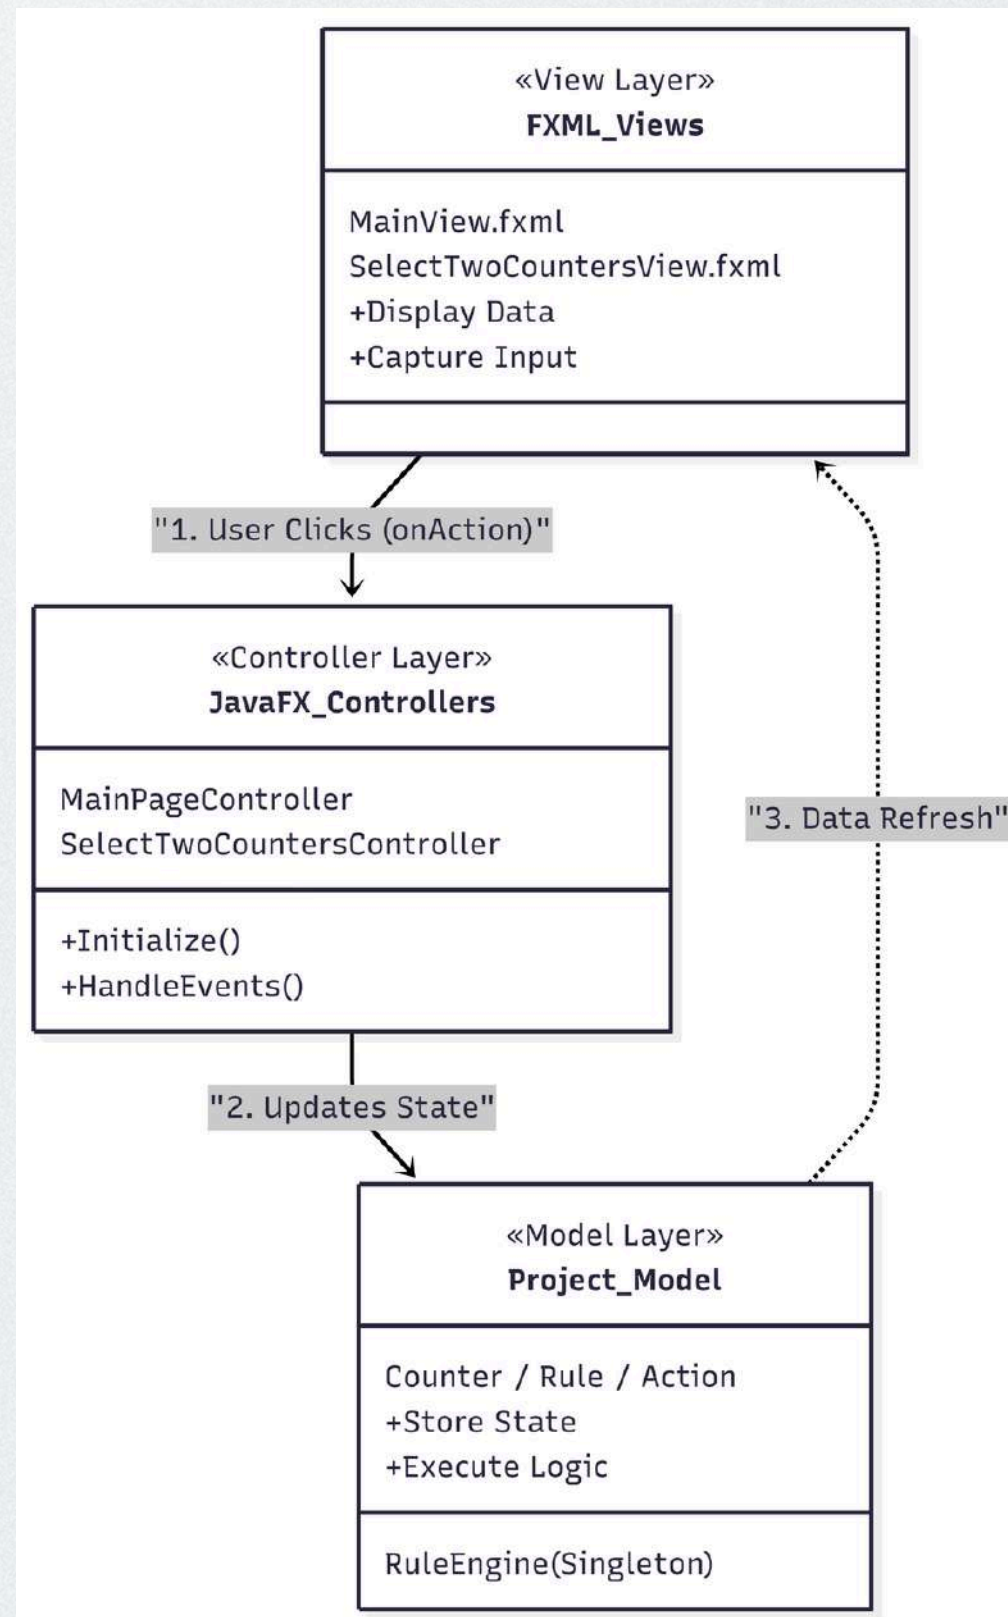 «View Layer»
FXML_Views
MainView.fxml
SelectTwoCountersView.fxml
+Display Data
+Capture Input
"1. User Clicks (onAction)"
«Controller Layer»
JavaFX_Controllers
MainPageController
SelectTwoCountersController
+Initialize()
+HandleEvents()
"3. Data Refresh"
"2. Updates State"
«Model Layer»
Project_Model
Counter / Rule / Action
+Store State
+Execute Logic
RuleEngine(Singleton)